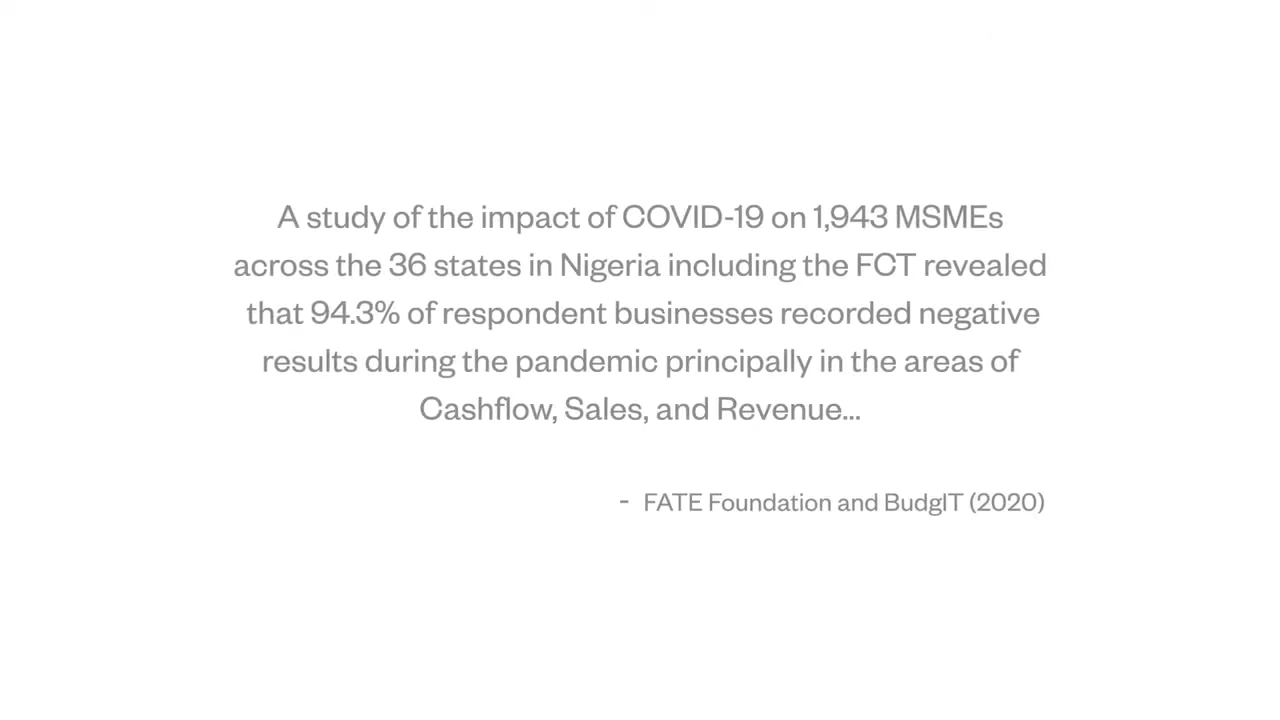 A study of the impact of COVID-19 on 1,943 MSMEs
across the 36 states in Nigeria including the FCT revealed
that 94.3% of respondent businesses recorded negative
results during the pandemic principally in the areas of
Cashflow, Sales, and Revenue...
- FATE Foundation and BudgIT (2020)